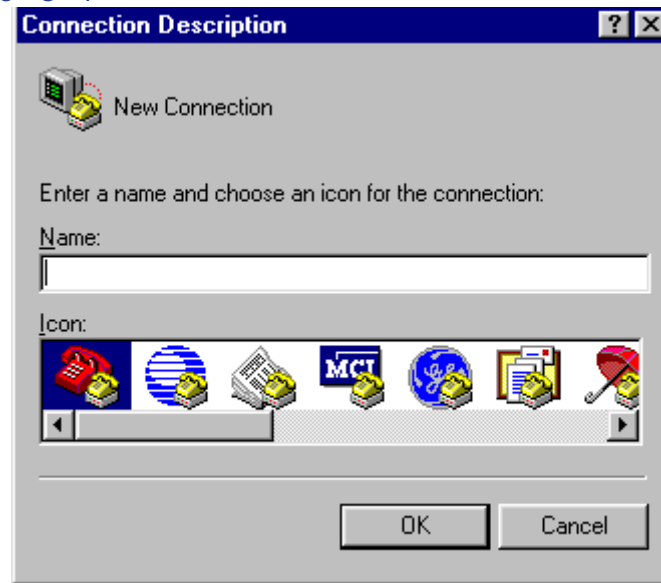 Connection Description
New Connection
Enter a name and choose an icon for the connection:
Name:
Icon:
MCI
OK
Cancel